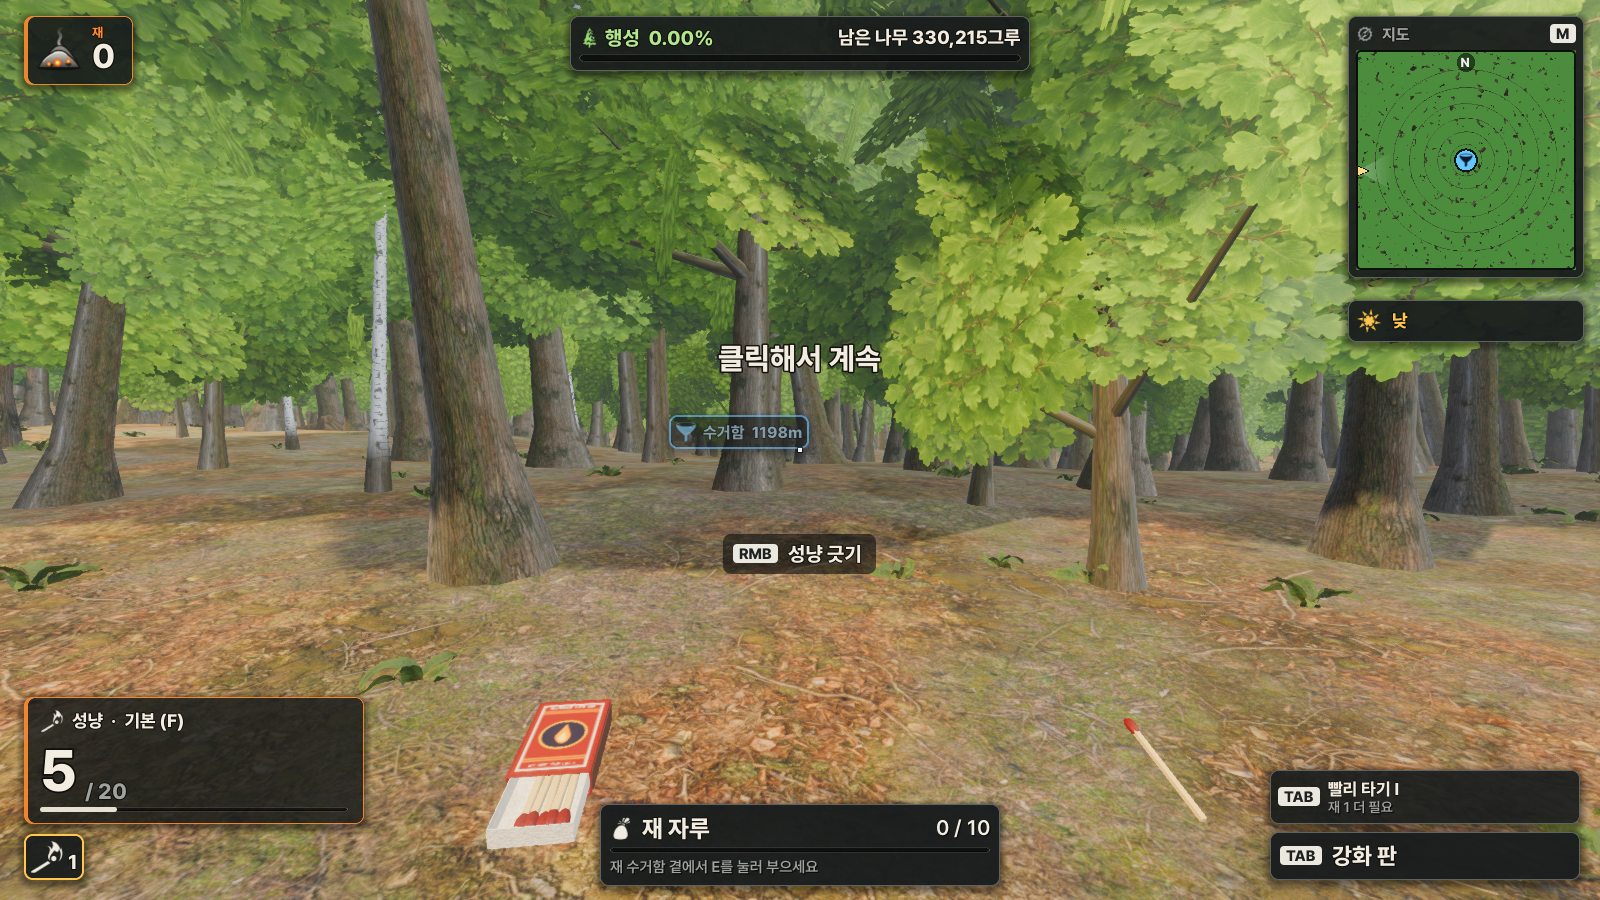 재
0
행성 0.00%
남은 나무 330,215그루
지도
M
N
낮
클릭해서 계속
수거함 1198m
RMB 성냥 긋기
성냥 · 기본 (F)
5 / 20
1
재 자루
0 / 10
재 수거함 곁에서 E를 눌러 부으세요
TAB 빨리 타기 I
재 1 더 필요
TAB 강화 판